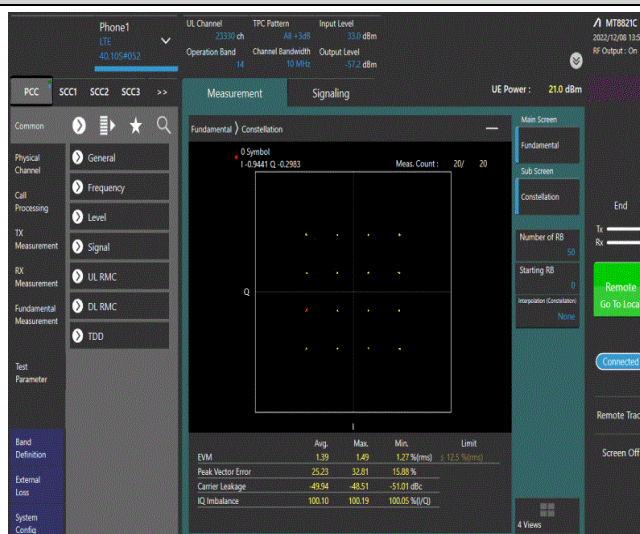 Phone1
LTE
40.105#052
UL Channel
23330 ch
TPC Pattern
All +3dB
Input Level
33.0 dBm
Operation Band
14
Channel Bandwidth
10 MHz
Output Level
-57.2 dBm
MT8821C
2022/12/08 13:5
RF Output : On
PCC SCC1 SCC2 SCC3 >>
Measurement Signaling
UE Power : 21.0 dBm
Common
Physical
Channel
Call
Processing
TX
Measurement
RX
Measurement
Fundamental
Measurement
Test
Parameter
Band
Definition
External
Loss
System
Config
General
Frequency
Level
Signal
UL RMC
DL RMC
TDD
Fundamental Constellation
0 Symbol
I -0.9441 Q -0.2983
Meas. Count : 20/ 20
Q
I
Avg. Max. Min. Limit
EVM 1.39 1.49 1.27 %(rms) ≤ 12.5 %(rms)
Peak Vector Error 25.23 32.81 15.88 %
Carrier Leakage -49.94 -48.51 -51.01 dBc
IQ Imbalance 100.10 100.19 100.05 %(I/Q)
Main Screen
Fundamental
Sub Screen
Constellation
Number of RB
50
Starting RB
0
Interpolation (Constellation)
None
4 Views
End
Tx
Rx
Remote
Go To Loca
Connected
Remote Trac
Screen Off